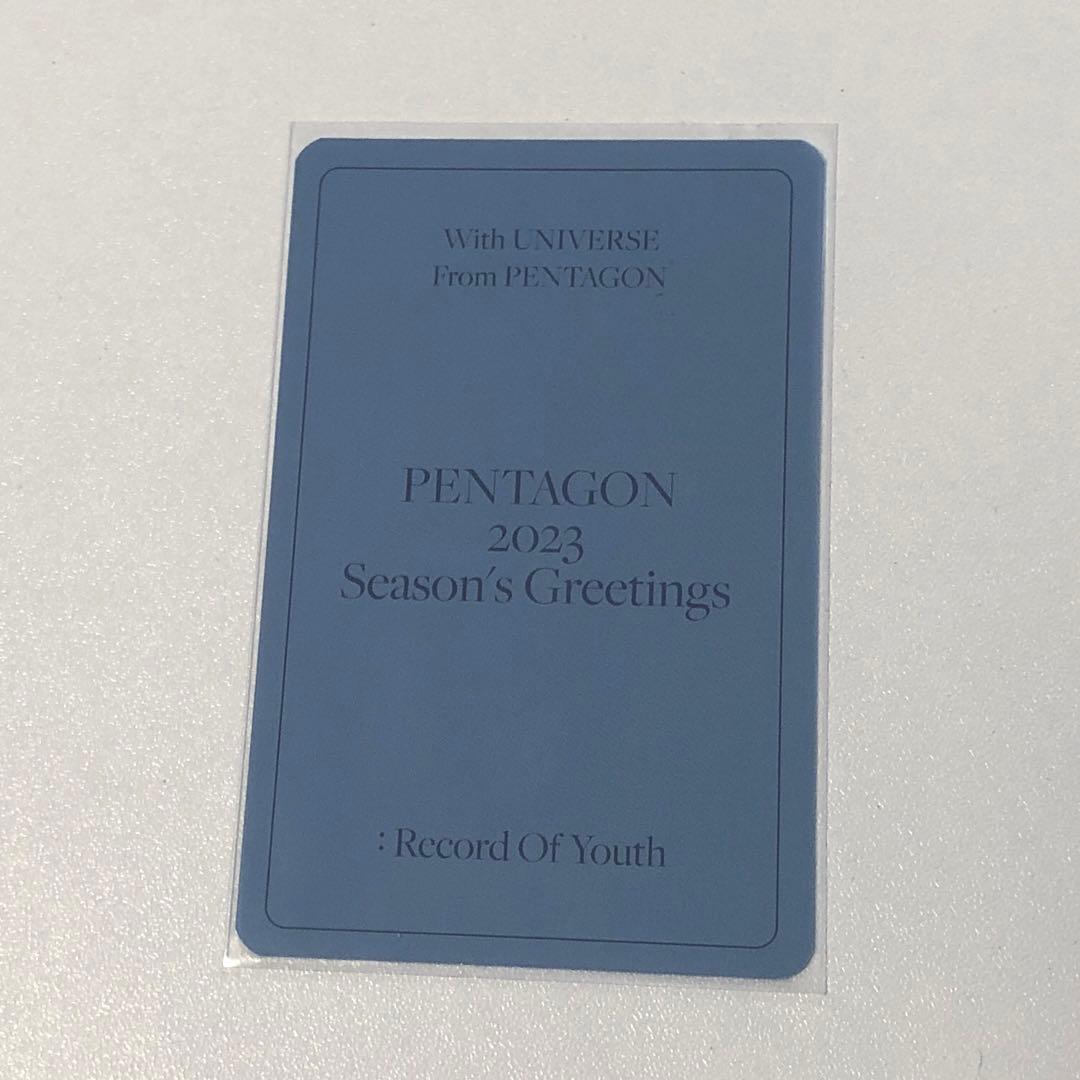 With UNIVERSE
From PENTAGON
PENTAGON
2023
Season's Greetings
: Record Of Youth